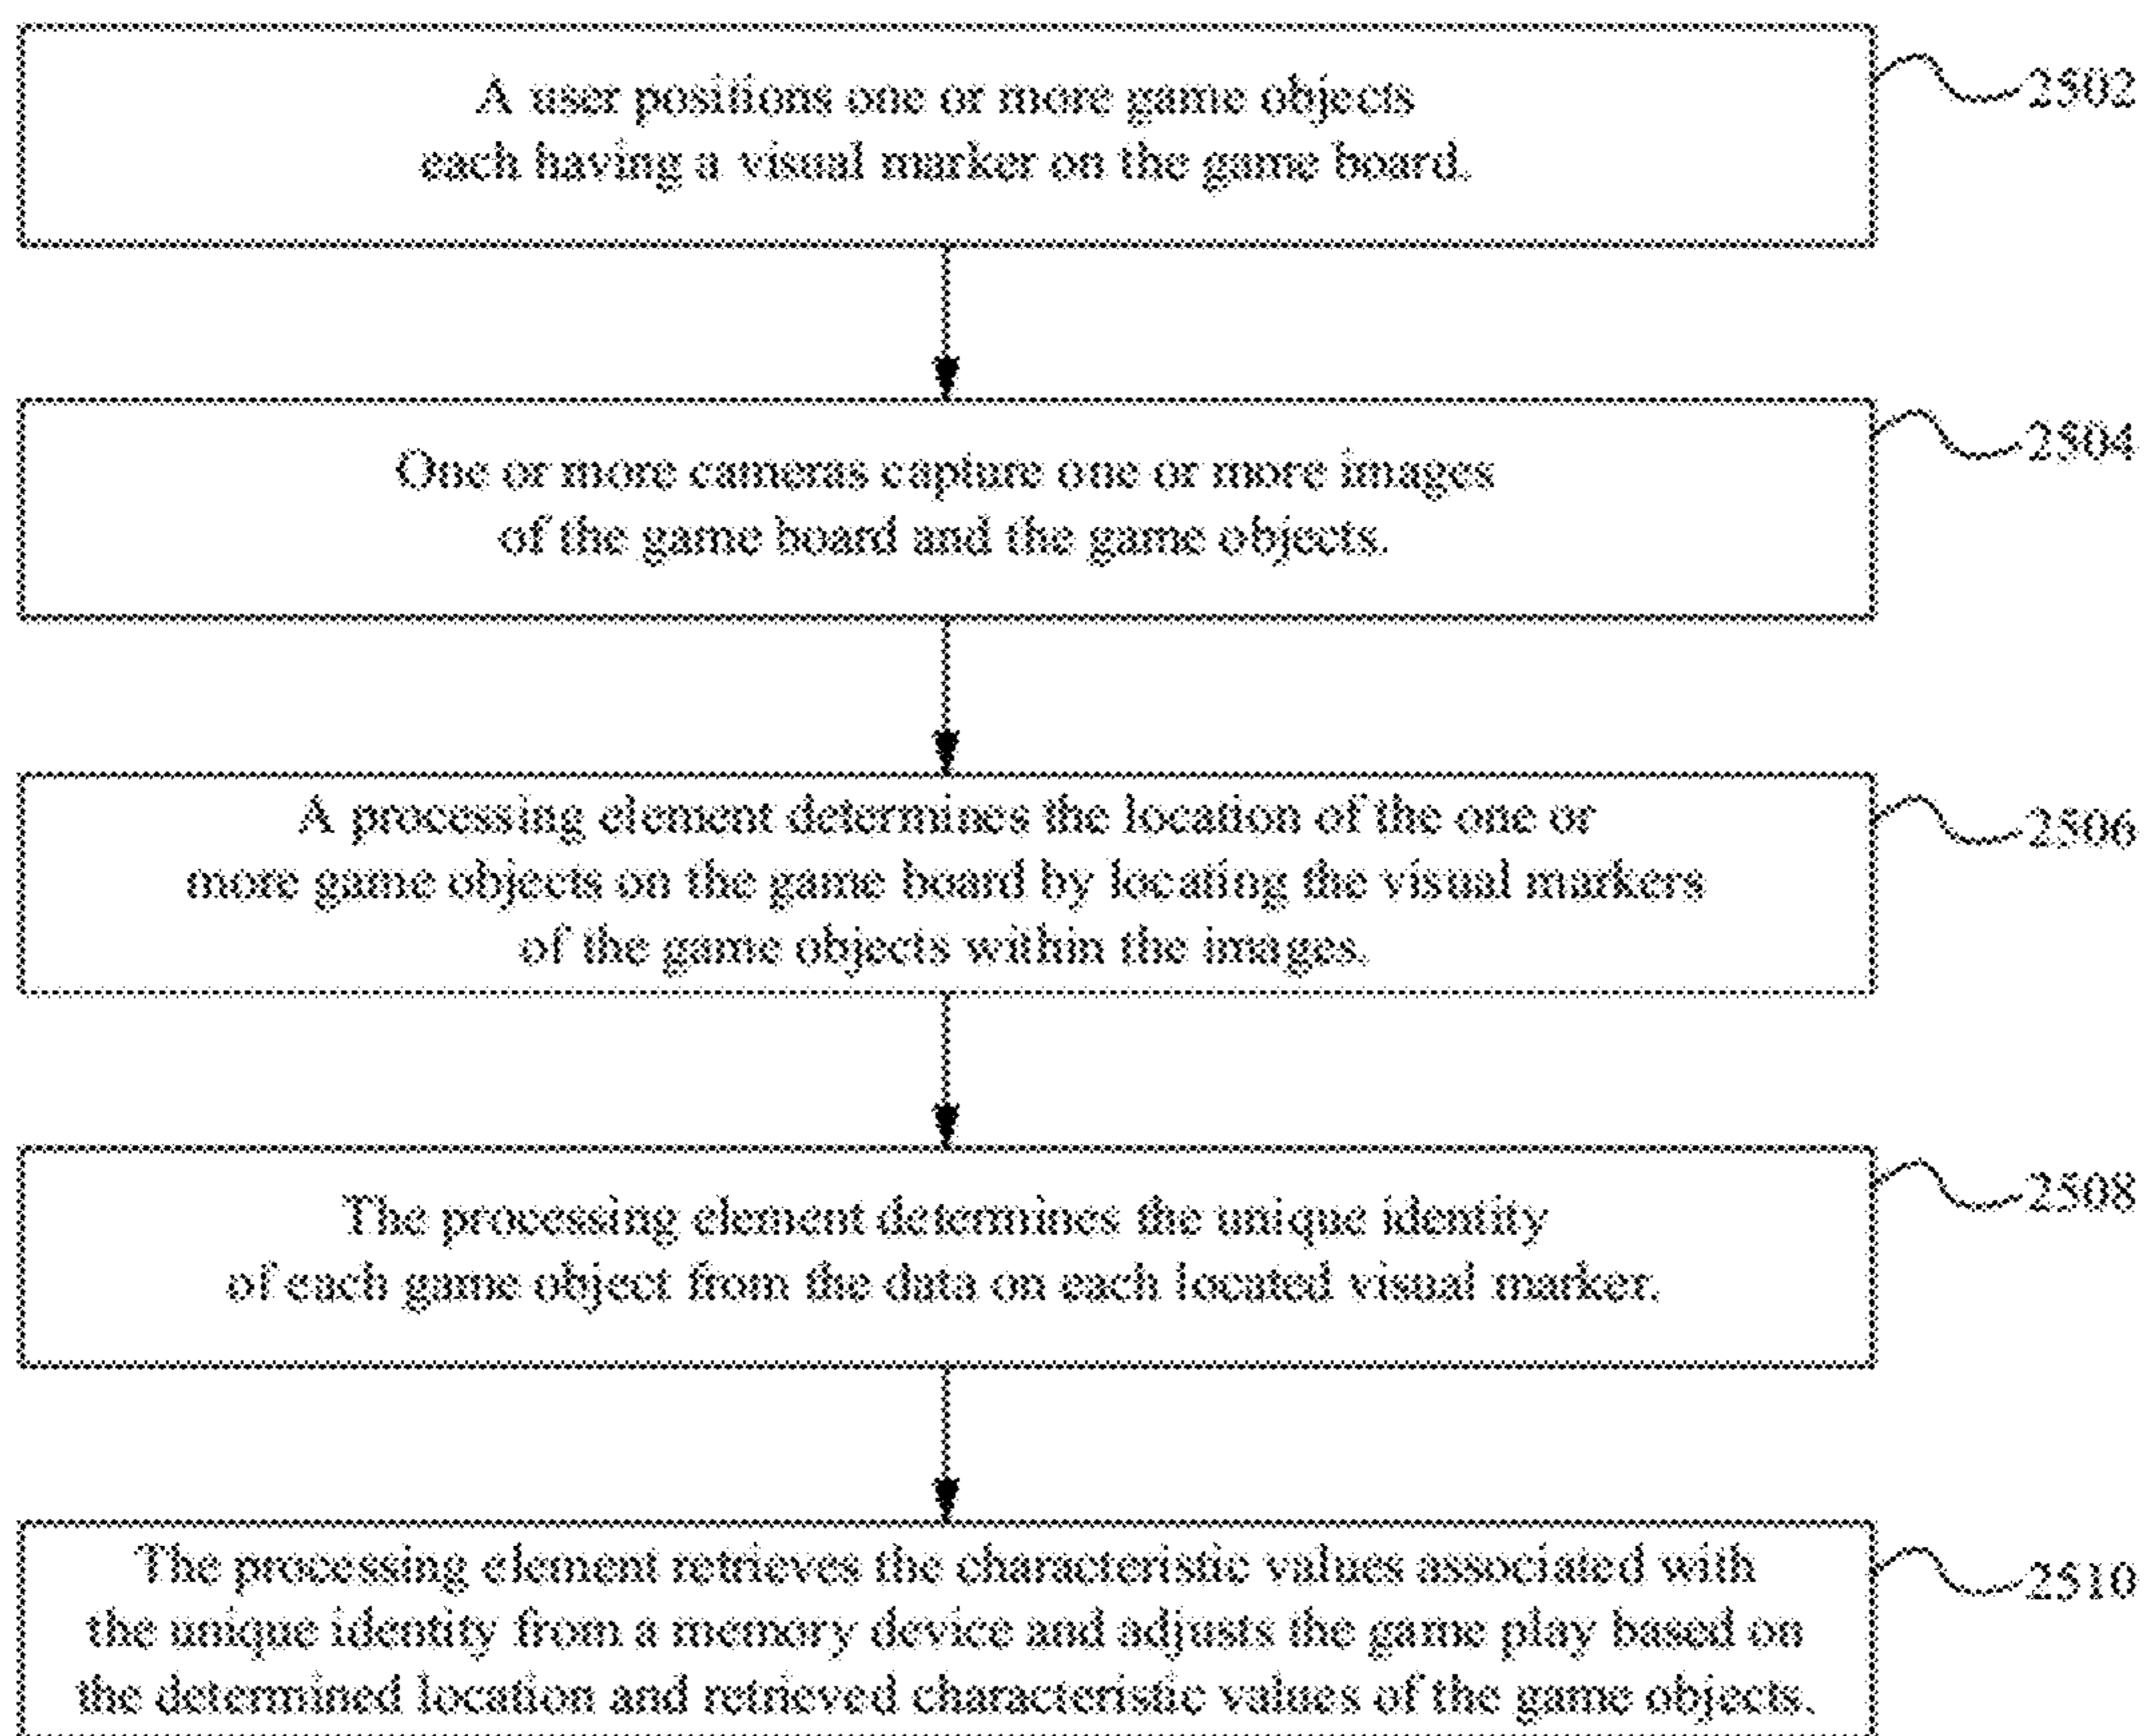 A user positions one or more game objects
each having a visual marker on the game board.
2502
One or more cameras capture one or more images
of the game board and the game objects.
2504
A processing element determines the location of the one or
more game objects on the game board by locating the visual markers
of the game objects within the images.
2506
The processing element determines the unique identity
of each game object from the data on each located visual marker.
2508
The processing element retrieves the characteristic values associated with
the unique identity from a memory device and adjusts the game play based on
the determined location and retrieved characteristic values of the game objects.
2510